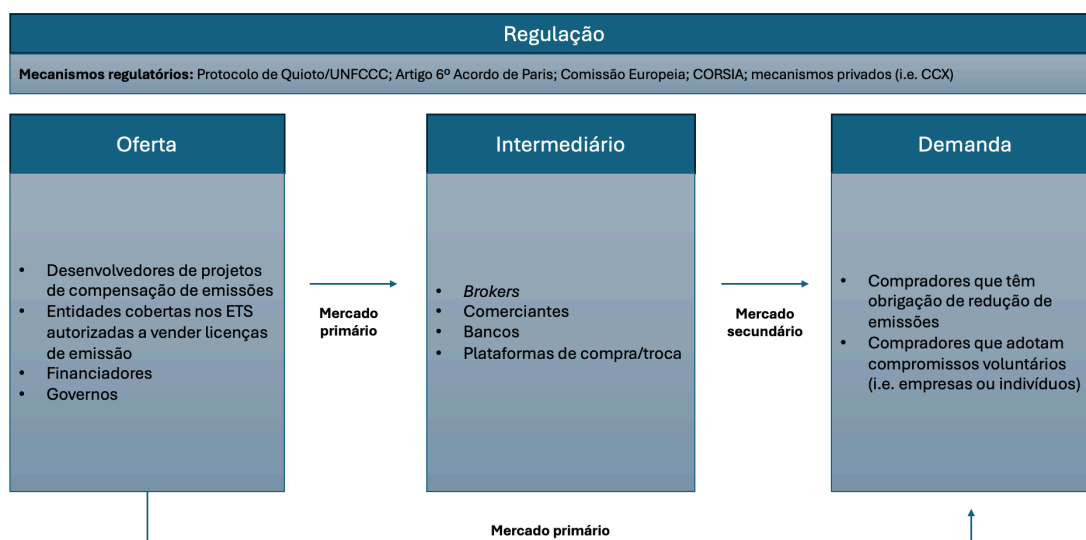 Regulação
Mecanismos regulatórios: Protocolo de Quioto/UNFCCC; Artigo 6º Acordo de Paris; Comissão Europeia; CORSIA; mecanismos privados (i.e. CCX)
Oferta
• Desenvolvedores de projetos
de compensação de emissões
• Entidades cobertas nos ETS
autorizadas a vender licenças
de emissão
• Financiadores
• Governos
Mercado
primário
Intermediário
• Brokers
• Comerciantes
• Bancos
• Plataformas de compra/troca
Mercado
secundário
Demanda
• Compradores que têm
obrigação de redução de
emissões
• Compradores que adotam
compromissos voluntários
(i.e. empresas ou indivíduos)
Mercado primário